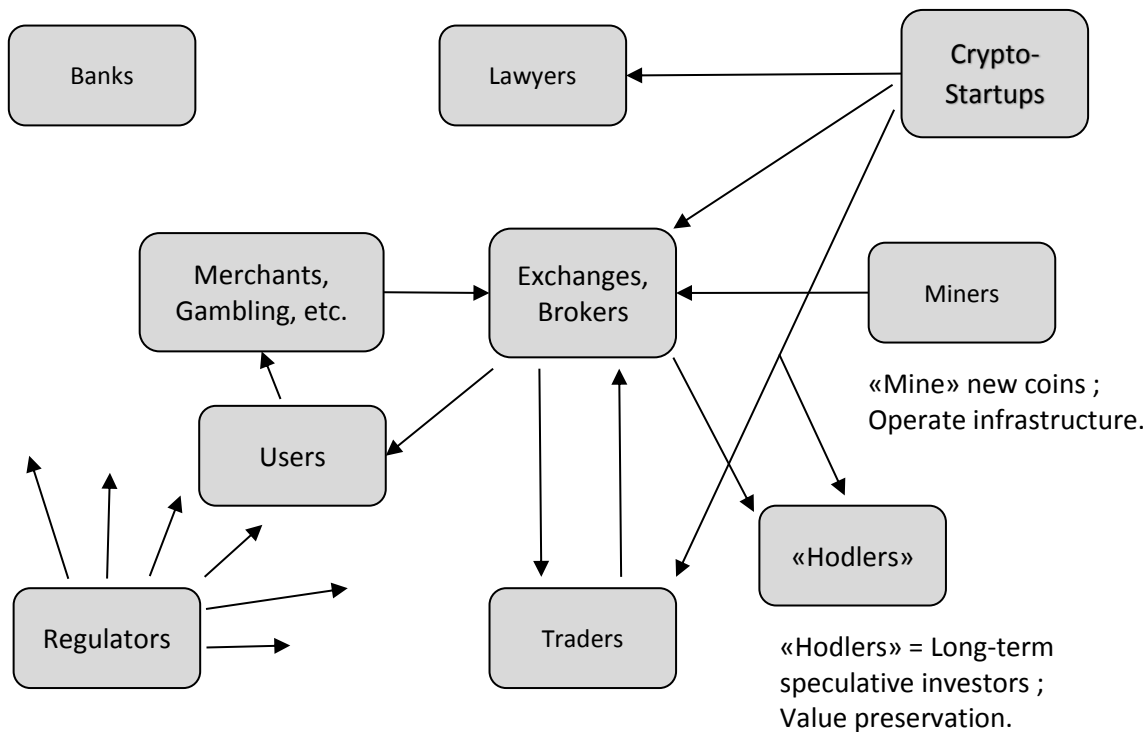 Banks
Lawyers
Crypto-
Startups
Merchants,
Gambling, etc.
Exchanges,
Brokers
Miners
«Mine» new coins ;
Operate infrastructure.
Users
«Hodlers»
Regulators
Traders
«Hodlers» = Long-term
speculative investors ;
Value preservation.